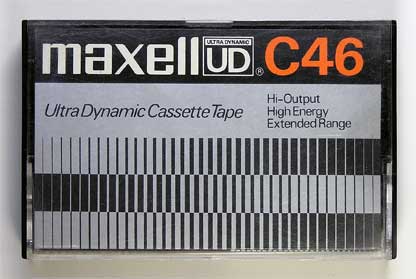 maxell ULTRA DYNAMIC UD® C46
Ultra Dynamic Cassette Tape
Hi-Output
High Energy
Extended Range